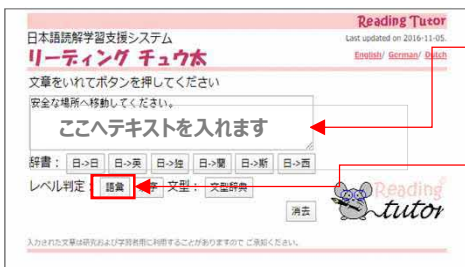 Reading Tutor
日本語読解学習支援システム
Last updated on 2016-11-05.
リーディング チュウ太
English/ German/ Dutch
文章をいれてボタンを押してください
安全な場所へ移動してください。
ここへテキストを入れます
辞書： 日->日 日->英 日->独 日->蘭 日->斯 日->西
レベル判定： 語彙 字 文型： 文型辞典
消去
Reading
tutor
入力された文章は研究および学習者用に利用することがありますので ご承知ください。